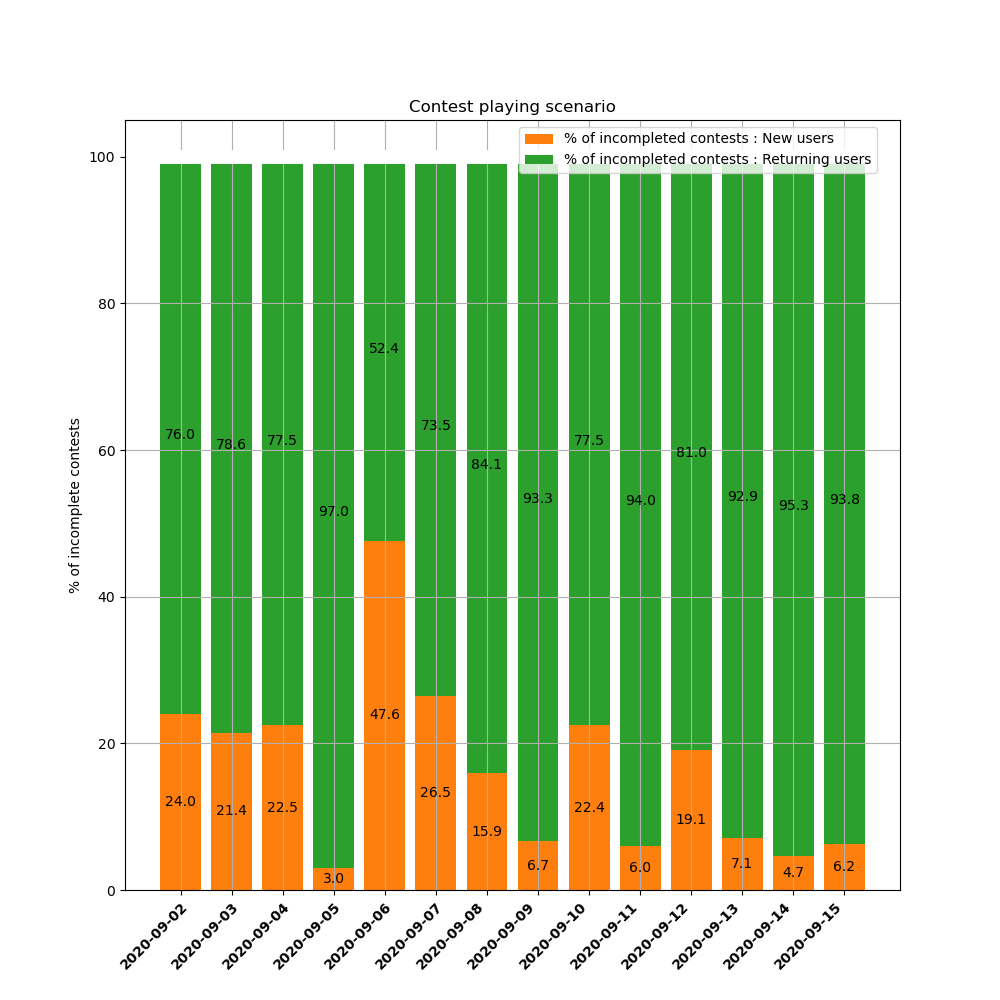 Contest playing scenario
% of incompleted contests : New users
% of incompleted contests : Returning users
% of incomplete contests
100
80
60
40
20
0
76.0 78.6 77.5 97.0 52.4 73.5 84.1 93.3 77.5 94.0 81.0 92.9 95.3 93.8
24.0 21.4 22.5 3.0 47.6 26.5 15.9 6.7 22.4 6.0 19.1 7.1 4.7 6.2
2020-09-02 2020-09-03 2020-09-04 2020-09-05 2020-09-06 2020-09-07 2020-09-08 2020-09-09 2020-09-10 2020-09-11 2020-09-12 2020-09-13 2020-09-14 2020-09-15